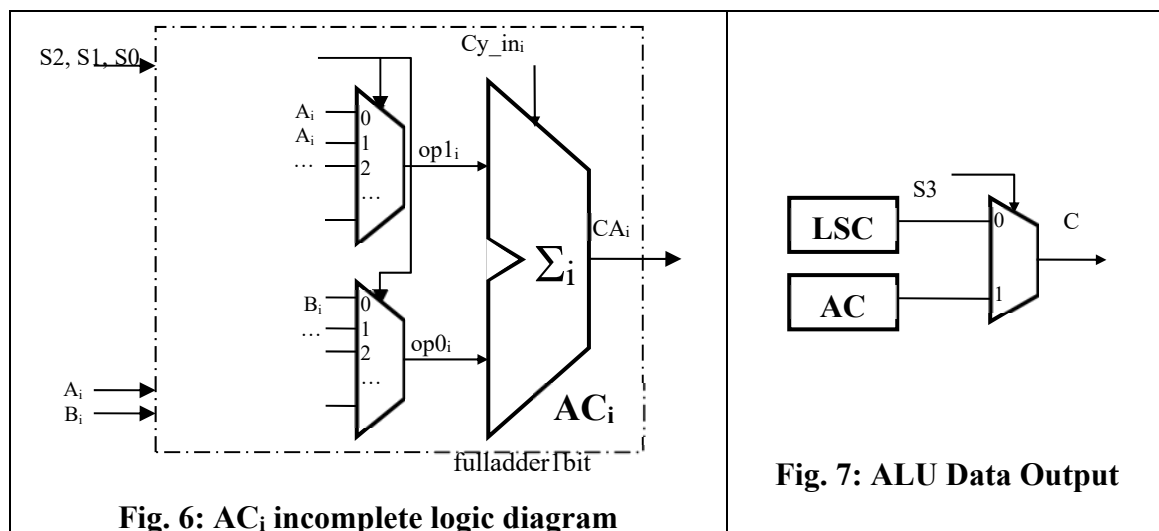 S2, S1, S0
Cy_inᵢ
Aᵢ
0
Aᵢ
1
…
2
…
op1ᵢ
Bᵢ
0
…
1
2
…
op0ᵢ
∑ᵢ
CAᵢ
Aᵢ
Bᵢ
ACᵢ
fulladder1bit
Fig. 6: ACᵢ incomplete logic diagram
S3
LSC
0
C
AC
1
Fig. 7: ALU Data Output